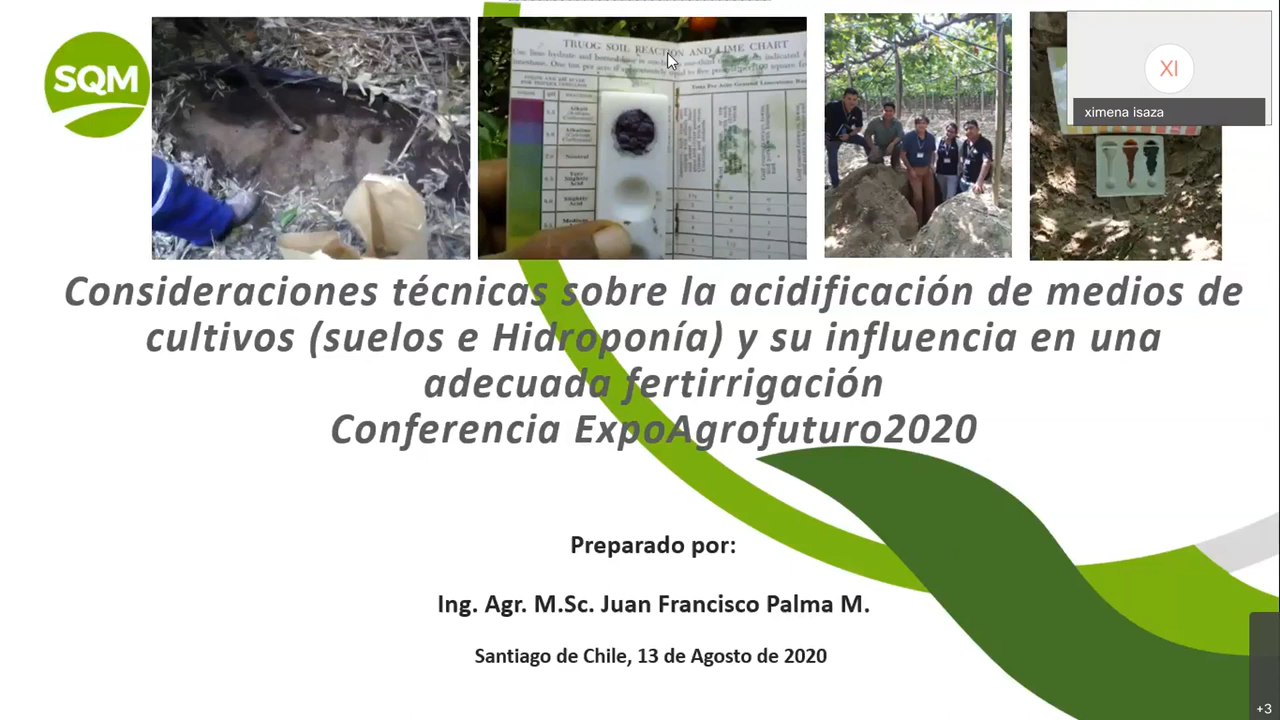 SQM
TRUOG SOIL REACTION AND LIME CHART
Neutral
XI
ximena isaza
Consideraciones técnicas sobre la acidificación de medios de
cultivos (suelos e Hidroponía) y su influencia en una
adecuada fertirrigación
Conferencia ExpoAgrofuturo2020
Preparado por:
Ing. Agr. M.Sc. Juan Francisco Palma M.
Santiago de Chile, 13 de Agosto de 2020
+3